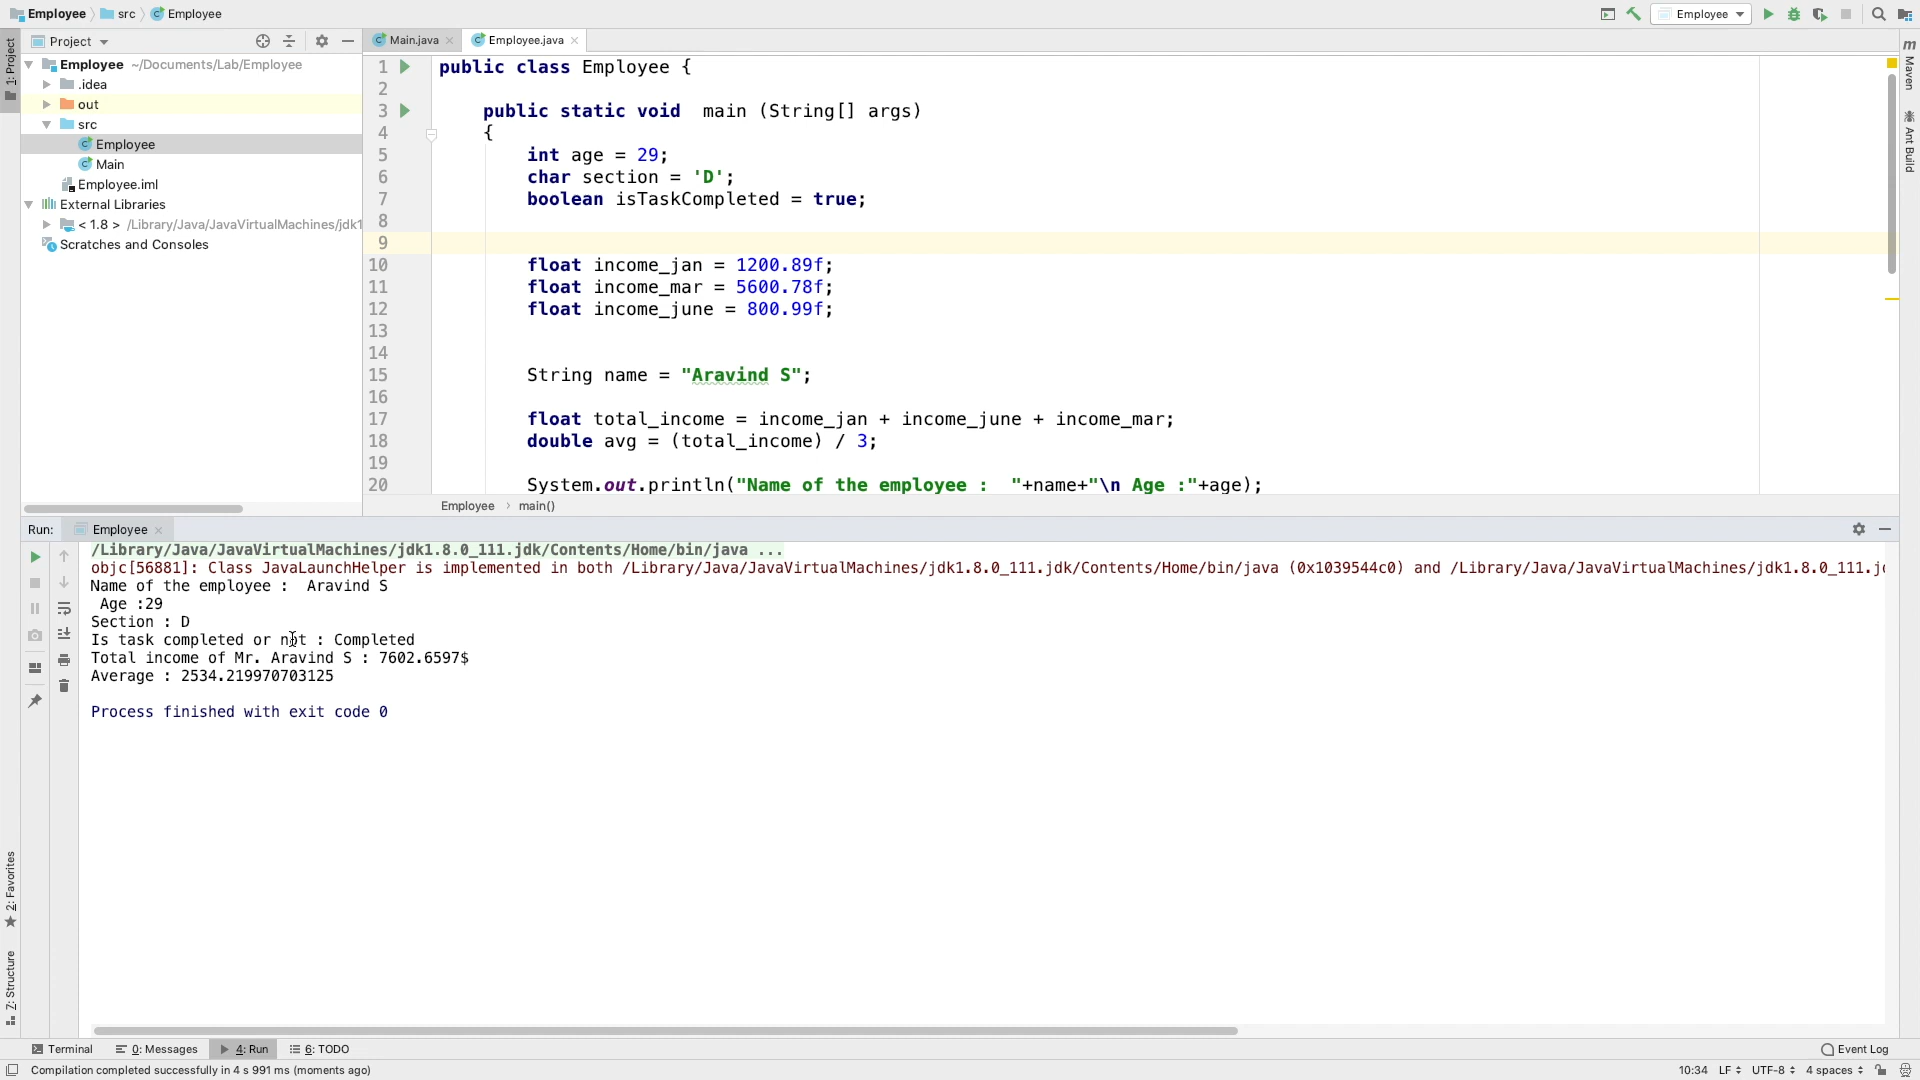 Employee src Employee
Employee
Project
Main.java Employee.java
1: Project
Employee ~/Documents/Lab/Employee
.idea
out
src
Employee
Main
Employee.iml
External Libraries
< 1.8 > /Library/Java/JavaVirtualMachines/jdk1
Scratches and Consoles
1 public class Employee {
2
3 public static void main (String[] args)
4 {
5 int age = 29;
6 char section = 'D';
7 boolean isTaskCompleted = true;
8
9
10 float income_jan = 1200.89f;
11 float income_mar = 5600.78f;
12 float income_june = 800.99f;
13
14
15 String name = "Aravind S";
16
17 float total_income = income_jan + income_june + income_mar;
18 double avg = (total_income) / 3;
19
20 System.out.println("Name of the employee :  "+name+"\n Age :"+age);
Employee main()
m Maven
Ant Build
Run: Employee
/Library/Java/JavaVirtualMachines/jdk1.8.0_111.jdk/Contents/Home/bin/java ...
objc[56881]: Class JavaLaunchHelper is implemented in both /Library/Java/JavaVirtualMachines/jdk1.8.0_111.jdk/Contents/Home/bin/java (0x1039544c0) and /Library/Java/JavaVirtualMachines/jdk1.8.0_111.jd
Name of the employee :  Aravind S
Age :29
Section : D
Is task completed or not : Completed
Total income of Mr. Aravind S : 7602.6597$
Average : 2534.219970703125
Process finished with exit code 0
2: Favorites
7: Structure
Terminal 0: Messages 4: Run 6: TODO Event Log
Compilation completed successfully in 4 s 991 ms (moments ago) 10:34 LF UTF-8 4 spaces